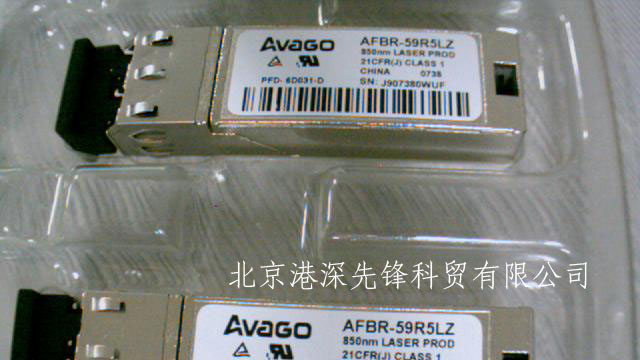 AVAGO AFBR-59R5LZ
850nm LASER PROD
21CFR(J) CLASS 1
CHINA 0738
PFD- 6D031-D SN: J907380WUF
北京港深先锋科贸有限公司
AVAGO AFBR-59R5LZ
850nm LASER PROD
21CFR(J) CLASS 1